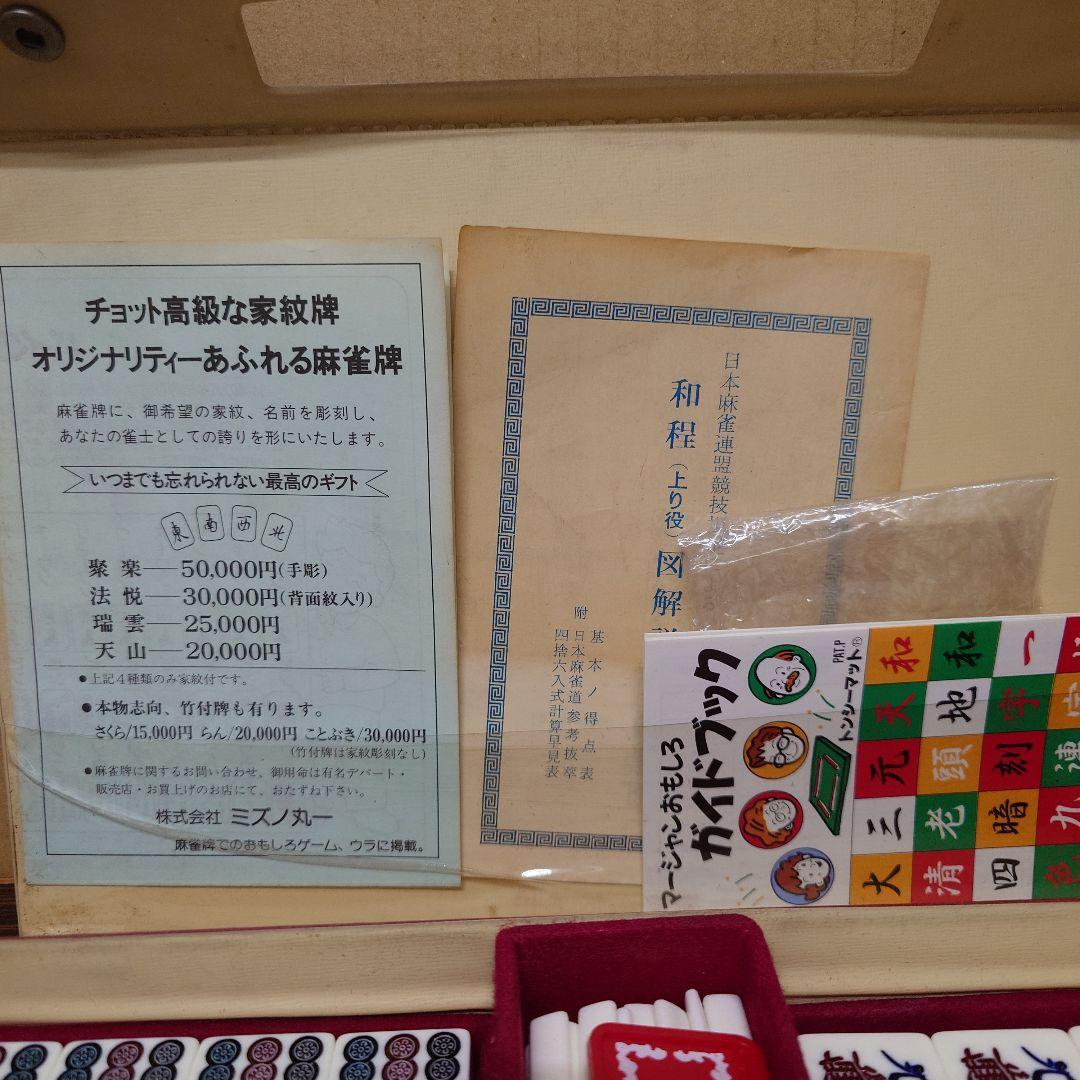 チョット高級な家紋牌
オリジナリティーあふれる麻雀牌
麻雀牌に、御希望の家紋、名前を彫刻し、
あなたの雀士としての誇りを形にいたします。
いつまでも忘れられない最高のギフト
東 南 西 北
聚楽──50,000円(手彫)
法悦──30,000円(背面紋入り)
瑞雲──25,000円
天山──20,000円
●上記4種類のみ家紋付です。
●本物志向、竹付牌も有ります。
さくら/15,000円 らん/20,000円 ことぶき/30,000円
(竹付牌は家紋彫刻なし)
●麻雀牌に関するお問い合わせ、御用命は有名デパート・
販売店・お買上げのお店にて、おたずね下さい。
株式会社 ミズノ丸一
麻雀牌でのおもしろゲーム、ウラに掲載。
日本麻雀連盟競技
和程(上り役)図解
附
基本ノ得点表
日本麻雀道参考抜萃
四捨六入式計算早見表
マージャンおもしろ
ガイドブック
PAT.P
トンシーマット®
和 和 一
天 地 字
元 頭 刻 連
三 老 暗 九
大 清 四 色